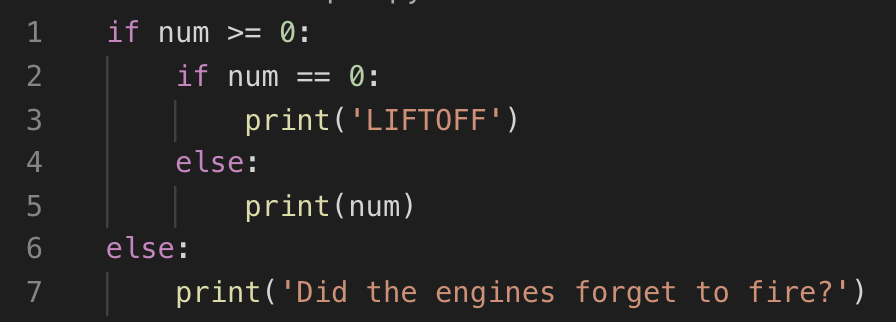 1 if num >= 0:
2     if num == 0:
3         print('LIFTOFF')
4     else:
5         print(num)
6 else:
7     print('Did the engines forget to fire?')